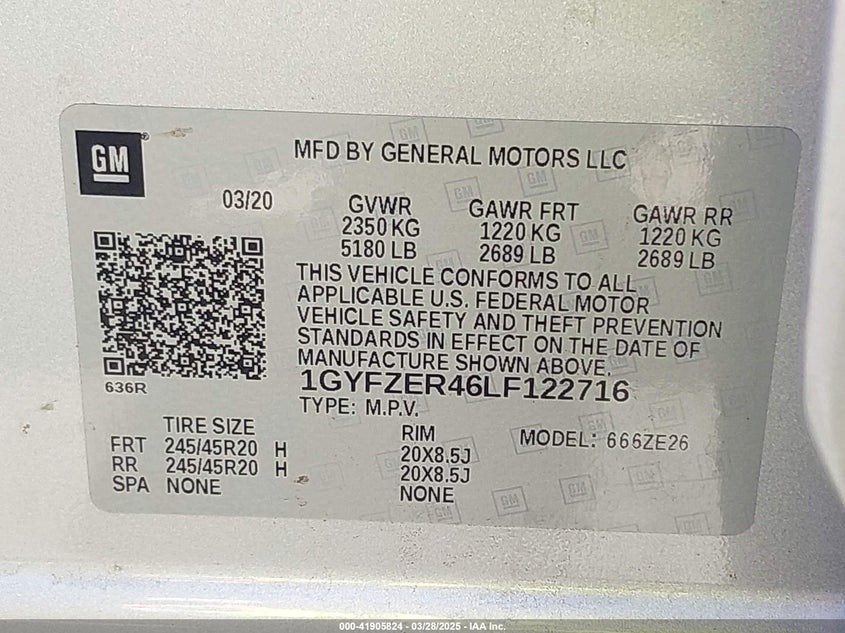 GM
MFD BY GENERAL MOTORS LLC
03/20
GVWR
2350 KG
5180 LB
GAWR FRT
1220 KG
2689 LB
GAWR RR
1220 KG
2689 LB
THIS VEHICLE CONFORMS TO ALL
APPLICABLE U.S. FEDERAL MOTOR
VEHICLE SAFETY AND THEFT PREVENTION
STANDARDS IN EFFECT ON THE DATE OF
MANUFACTURE SHOWN ABOVE.
636R
1GYFZER46LF122716
TYPE: M.P.V.
TIRE SIZE
FRT 245/45R20 H
RR 245/45R20 H
SPA NONE
RIM
20X8.5J
20X8.5J
NONE
MODEL: 666ZE26
000-41905824 - 03/28/2025 - IAA Inc.